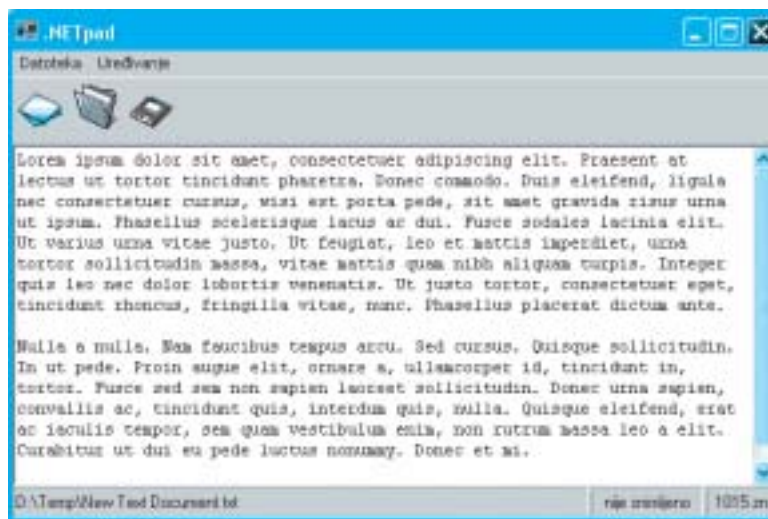 .NETpad
Datoteka Uređivanje
Lorem ipsum dolor sit amet, consectetuer adipiscing elit. Praesent at
lectus ut tortor tincidunt pharetra. Donec commodo. Duis eleifend, ligula
nec consectetuer cursus, wisi est porta pede, sit amet gravida risus urna
ut ipsum. Phasellus scelerisque lacus ac dui. Fusce sodales lacinia elit.
Ut varius urna vitae justo. Ut feugiat, leo et mattis imperdiet, urna
tortor sollicitudin massa, vitae mattis quam nibh aliquam turpis. Integer
quis leo nec dolor lobortis venenatis. Ut justo tortor, consectetuer eget,
tincidunt rhoncus, fringilla vitae, nunc. Phasellus placerat dictum ante.
Nulla a nulla. Nam faucibus tempus arcu. Sed cursus. Quisque sollicitudin.
In ut pede. Proin augue elit, ornare a, ullamcorper id, tincidunt in,
tortor. Fusce sed sem non sapien laoreet sollicitudin. Donec urna sapien,
convallis ac, tincidunt quis, interdum quis, nulla. Quisque eleifend, erat
ac iaculis tempor, sem quam vestibulum enim, non rutrum massa leo a elit.
Curabitur ut dui eu pede luctus nonummy. Donec et mi.
D:\Temp\New Text Document.txt nije 1015 zn